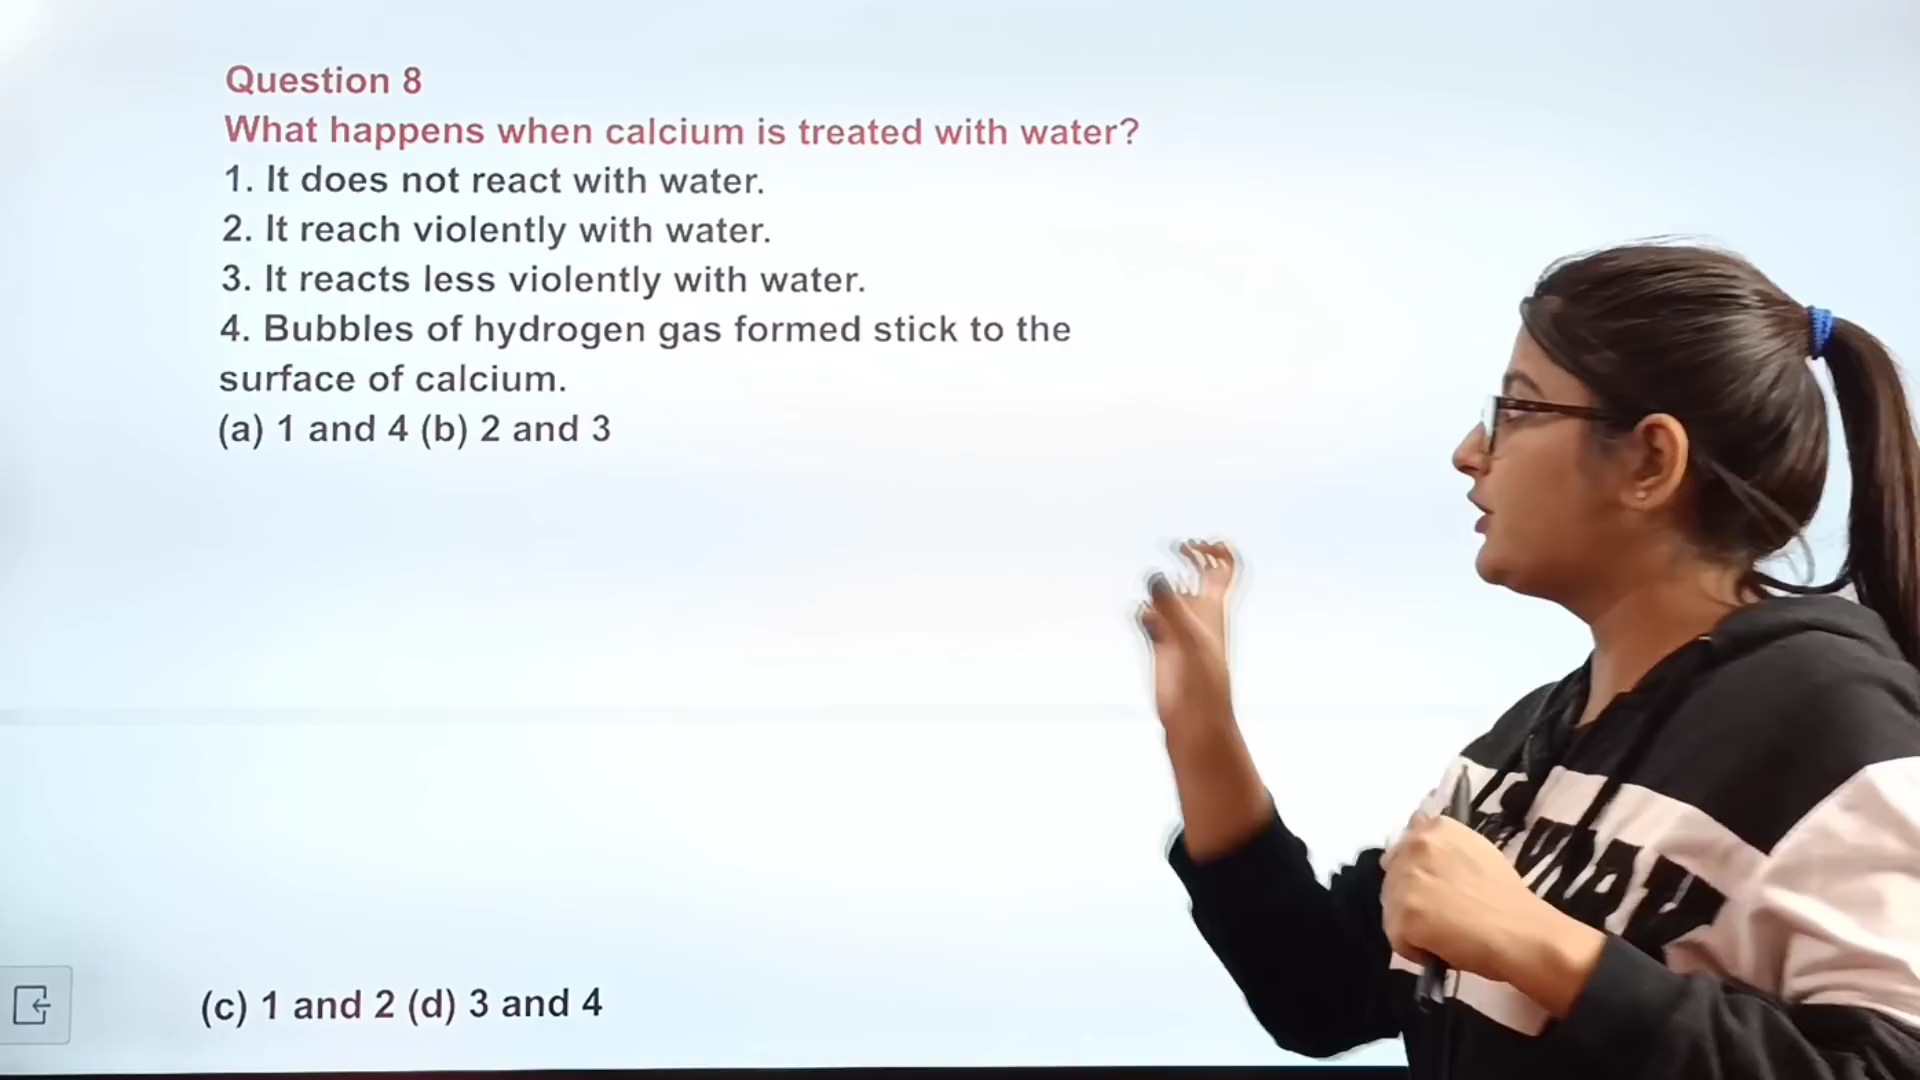 Question 8
What happens when calcium is treated with water?
1. It does not react with water.
2. It reach violently with water.
3. It reacts less violently with water.
4. Bubbles of hydrogen gas formed stick to the
surface of calcium.
(a) 1 and 4 (b) 2 and 3
(c) 1 and 2 (d) 3 and 4